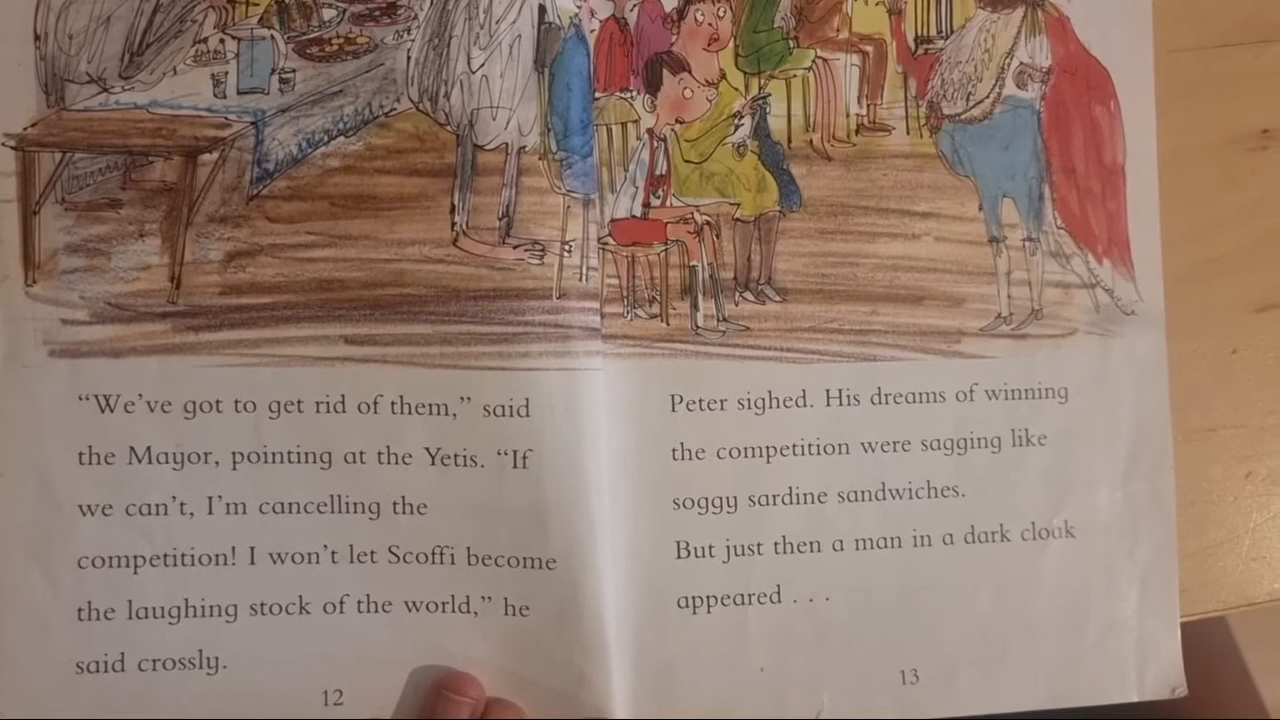 “We’ve got to get rid of them,” said
the Mayor, pointing at the Yetis. “If
we can’t, I’m cancelling the
competition! I won’t let Scoffi become
the laughing stock of the world,” he
said crossly.
12
Peter sighed. His dreams of winning
the competition were sagging like
soggy sardine sandwiches.
But just then a man in a dark cloak
appeared . . .
13